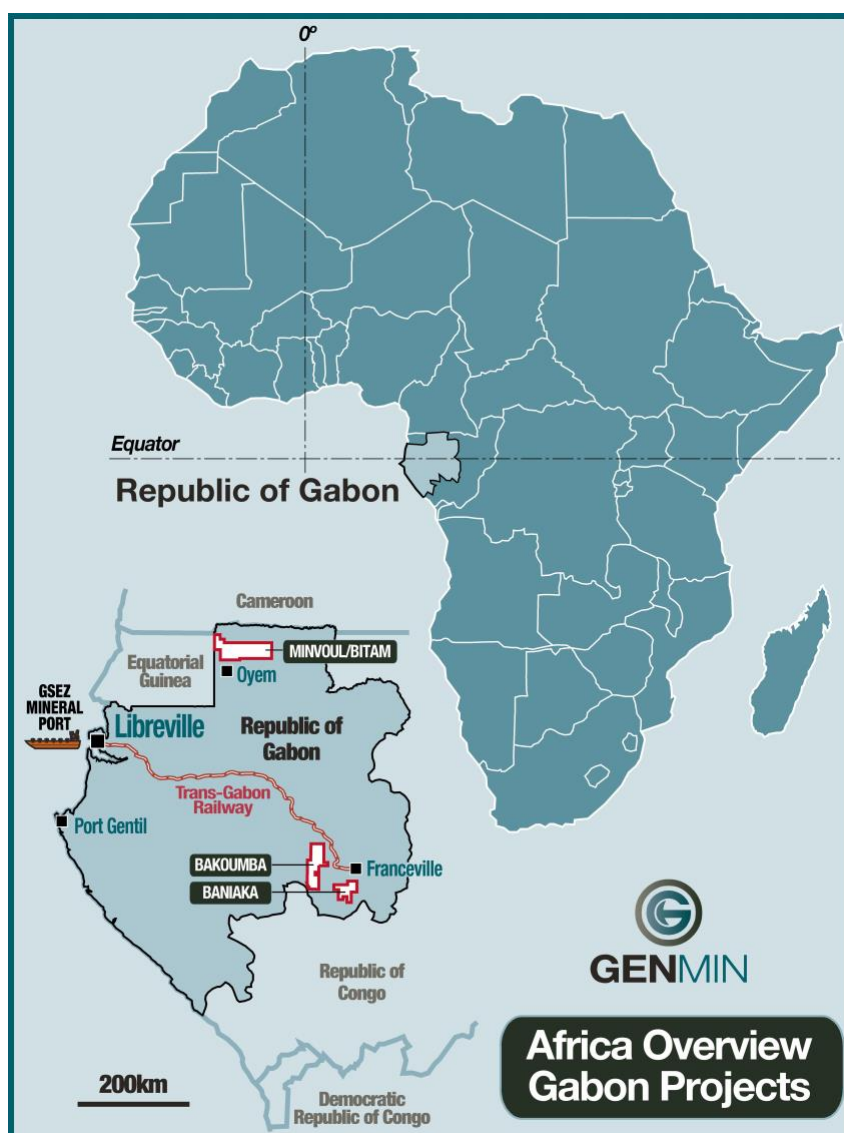 0º
Equator
Republic of Gabon
Cameroon
MINVOUL/BITAM
Equatorial
Guinea
Oyem
GSEZ
MINERAL
PORT
Libreville
Republic of
Gabon
Trans-Gabon
Railway
Port Gentil
BAKOUMBA
Franceville
BANIAKA
GENMIN
Republic of
Congo
Africa Overview
Gabon Projects
200km
Democratic
Republic of Congo